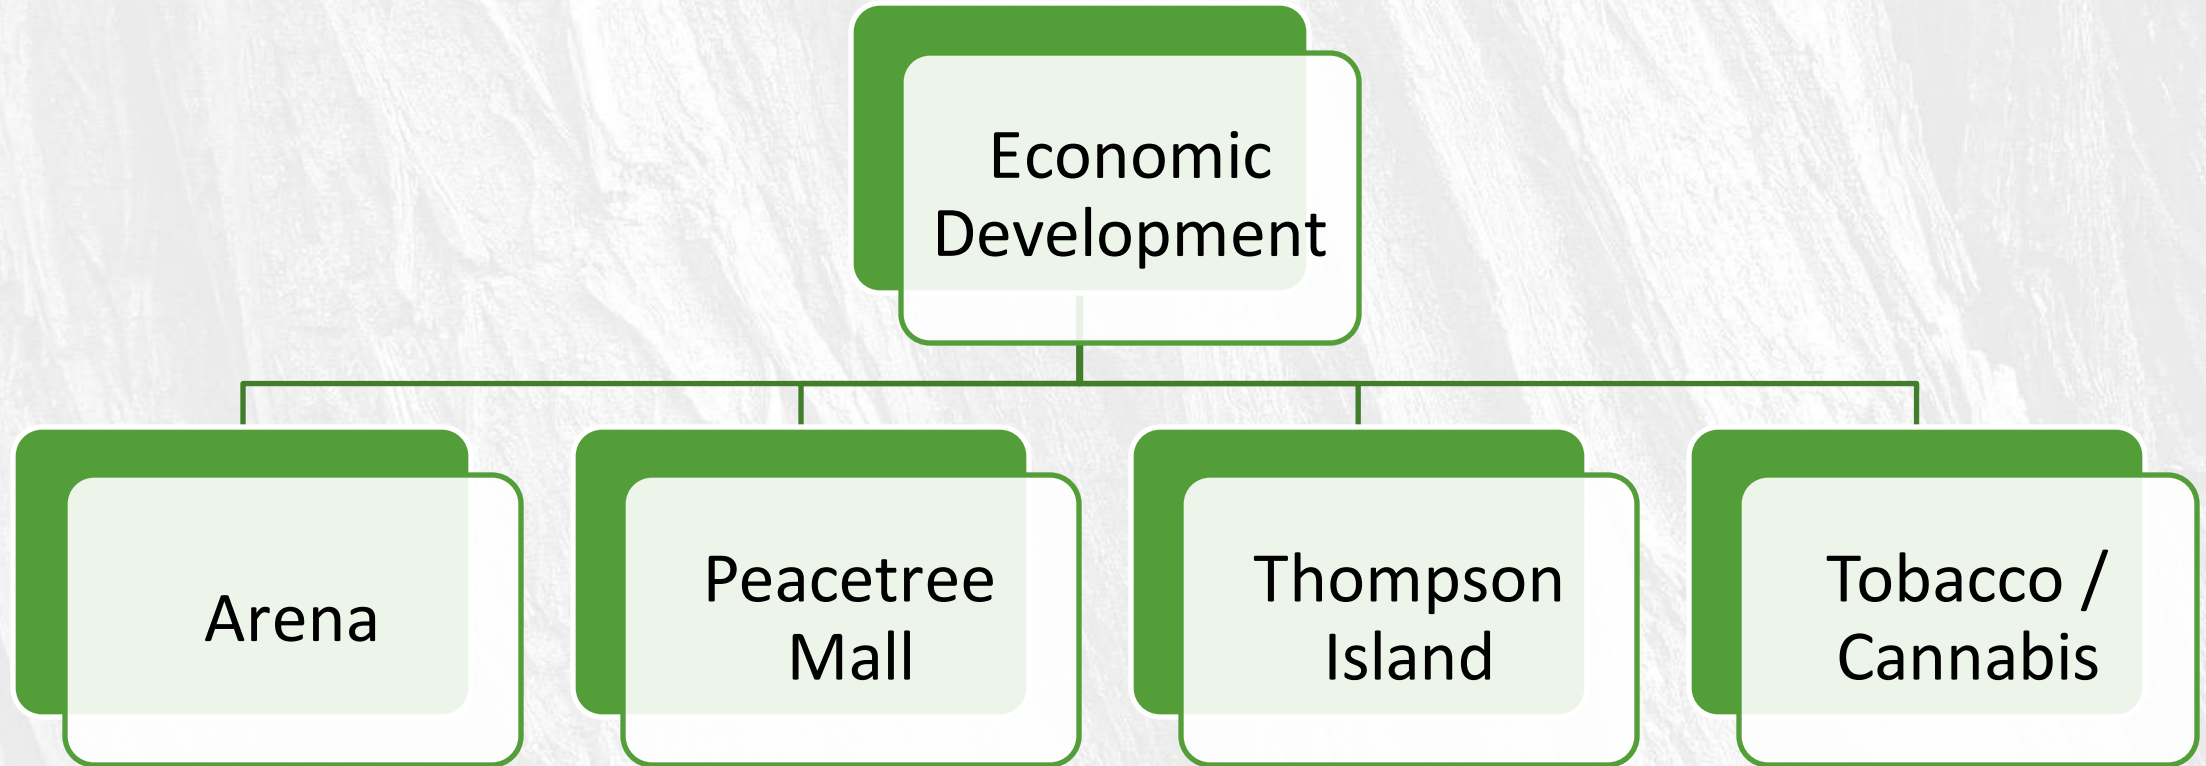 Economic
Development
Arena
Peacetree
Mall
Thompson
Island
Tobacco /
Cannabis